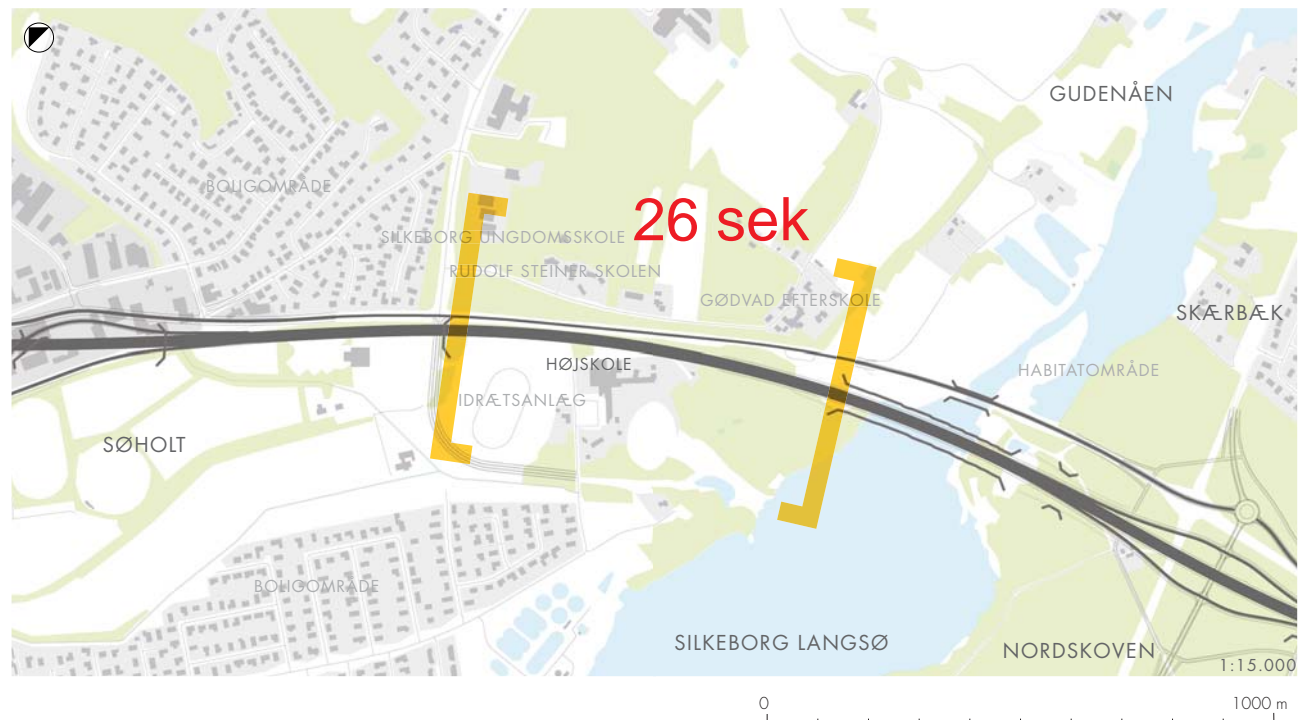 GUDENÅEN
BOLIGOMRÅDE
26 sek
SILKEBORG UNGDOMSSKOLE
RUDOLF STEINER SKOLEN
GØDVAD EFTERSKOLE
SKÆRBÆK
HØJSKOLE
HABITATOMRÅDE
IDRÆTSANLÆG
SØHOLT
BOLIGOMRÅDE
SILKEBORG LANGSØ
NORDSKOVEN
1:15.000
0 1000 m